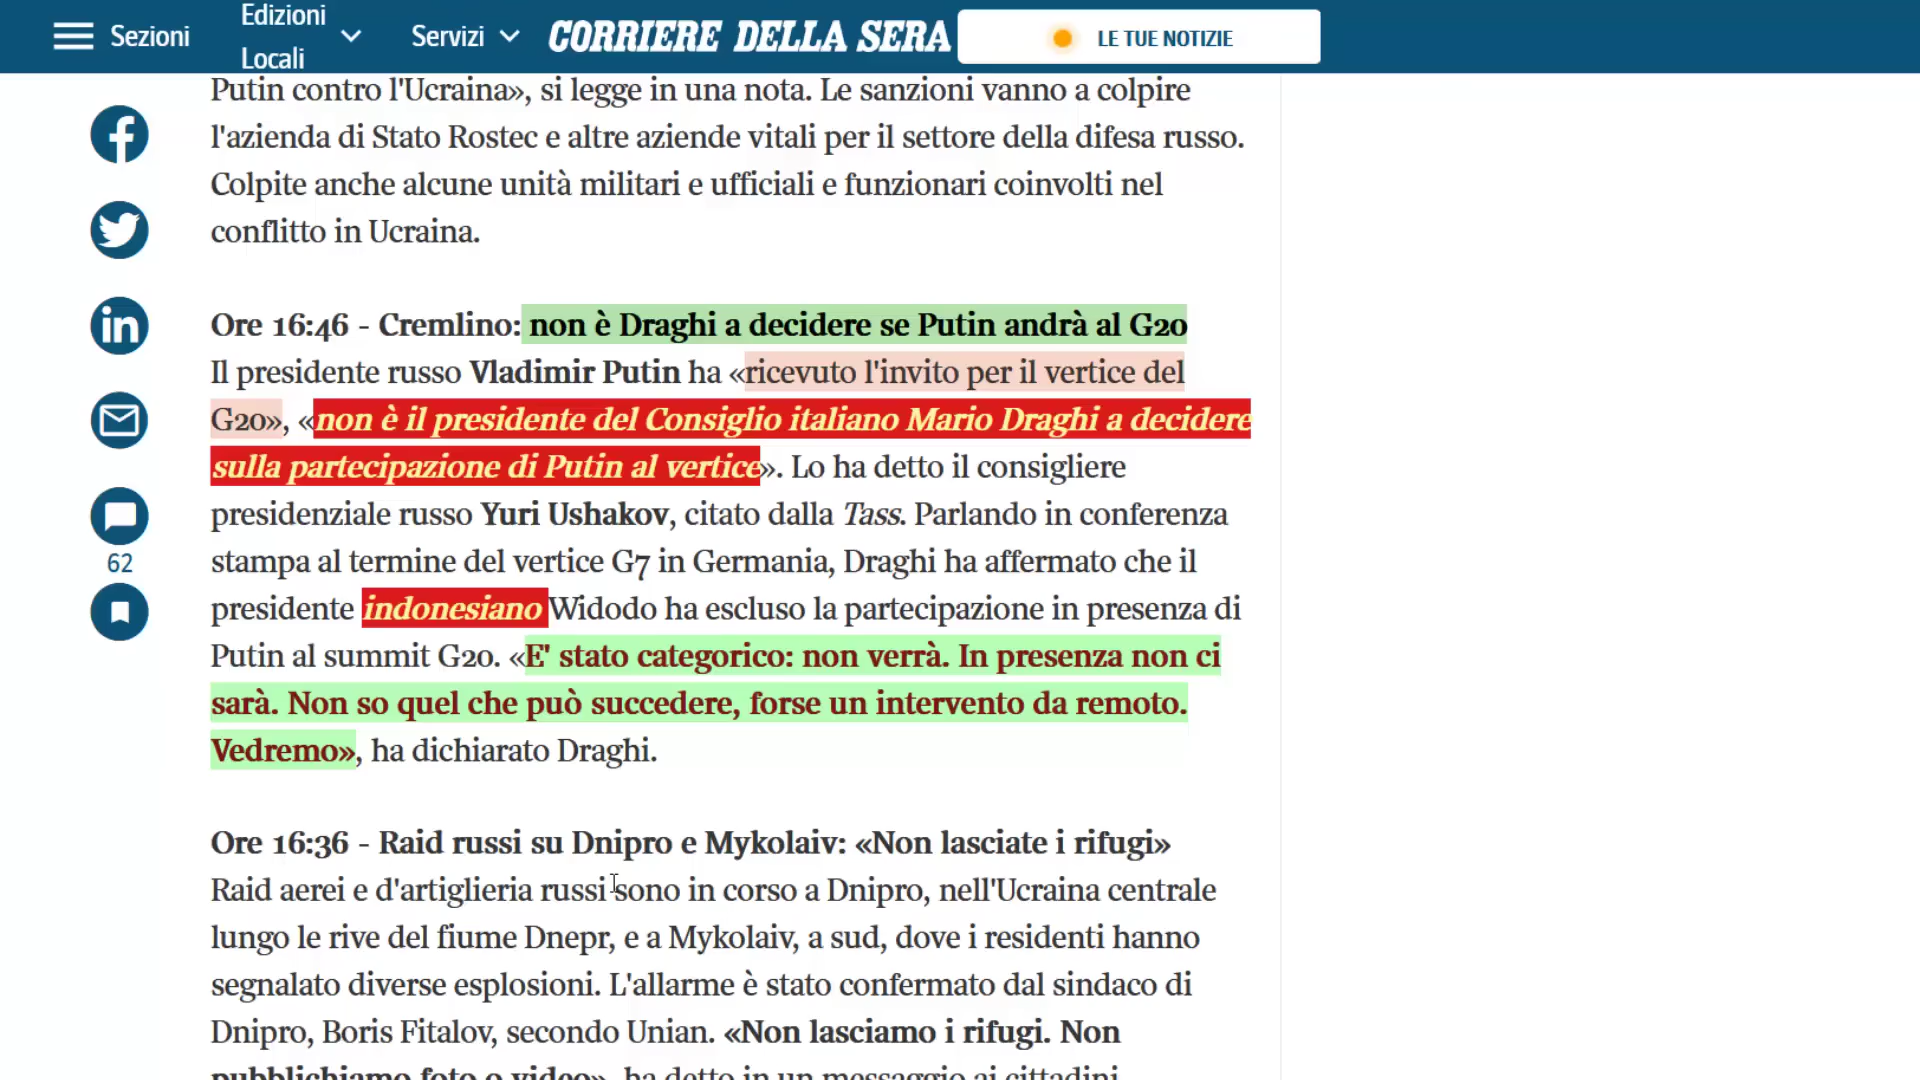 Sezioni
Edizioni
Locali
Servizi
CORRIERE DELLA SERA
LE TUE NOTIZIE
Putin contro l'Ucraina», si legge in una nota. Le sanzioni vanno a colpire
l'azienda di Stato Rostec e altre aziende vitali per il settore della difesa russo.
Colpite anche alcune unità militari e ufficiali e funzionari coinvolti nel
conflitto in Ucraina.
Ore 16:46 - Cremlino: non è Draghi a decidere se Putin andrà al G20
Il presidente russo Vladimir Putin ha «ricevuto l'invito per il vertice del
G20», «non è il presidente del Consiglio italiano Mario Draghi a decidere
sulla partecipazione di Putin al vertice». Lo ha detto il consigliere
presidenziale russo Yuri Ushakov, citato dalla Tass. Parlando in conferenza
stampa al termine del vertice G7 in Germania, Draghi ha affermato che il
presidente indonesiano Widodo ha escluso la partecipazione in presenza di
Putin al summit G20. «E' stato categorico: non verrà. In presenza non ci
sarà. Non so quel che può succedere, forse un intervento da remoto.
Vedremo», ha dichiarato Draghi.
62
Ore 16:36 - Raid russi su Dnipro e Mykolaiv: «Non lasciate i rifugi»
Raid aerei e d'artiglieria russi sono in corso a Dnipro, nell'Ucraina centrale
lungo le rive del fiume Dnepr, e a Mykolaiv, a sud, dove i residenti hanno
segnalato diverse esplosioni. L'allarme è stato confermato dal sindaco di
Dnipro, Boris Fitalov, secondo Unian. «Non lasciamo i rifugi. Non
pubblichiamo foto o video», ha detto in un messaggio ai cittadini.